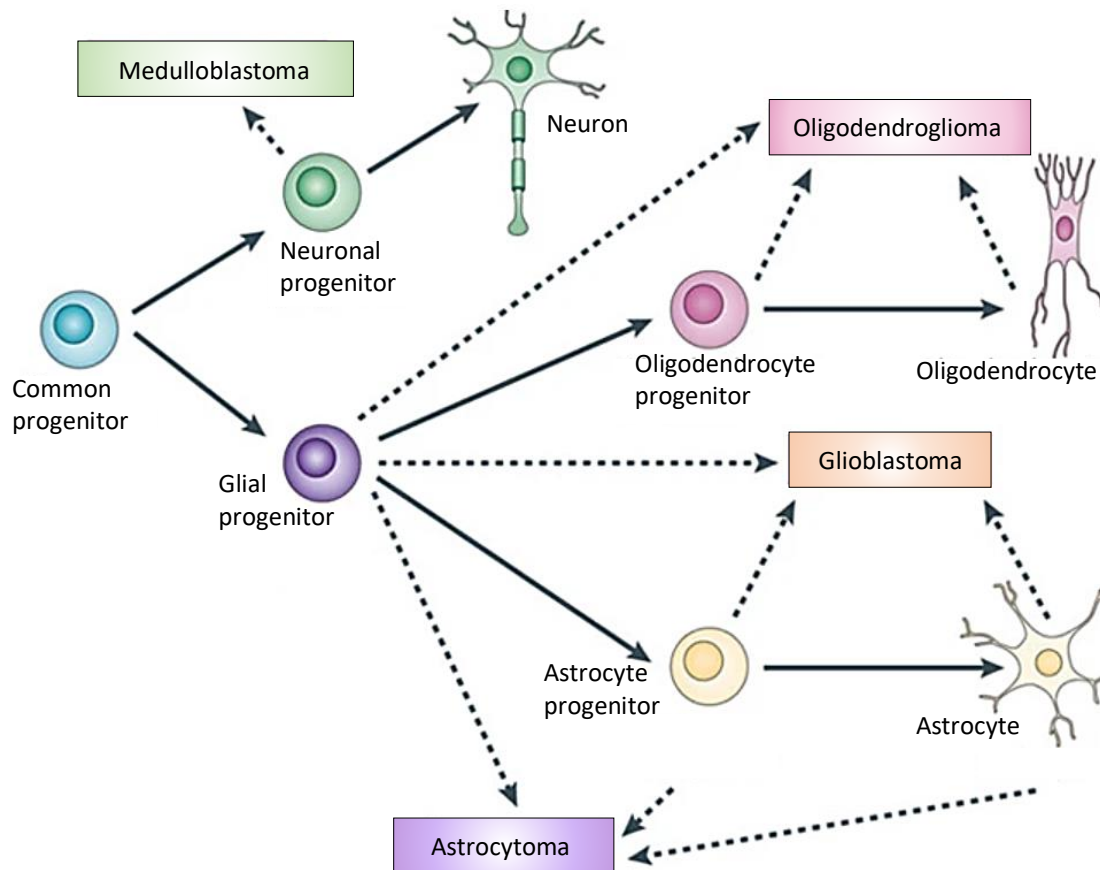 Medulloblastoma
Neuron
Oligodendroglioma
Neuronal
progenitor
Common
progenitor
Oligodendrocyte
progenitor
Oligodendrocyte
Glial
progenitor
Glioblastoma
Astrocyte
progenitor
Astrocyte
Astrocytoma